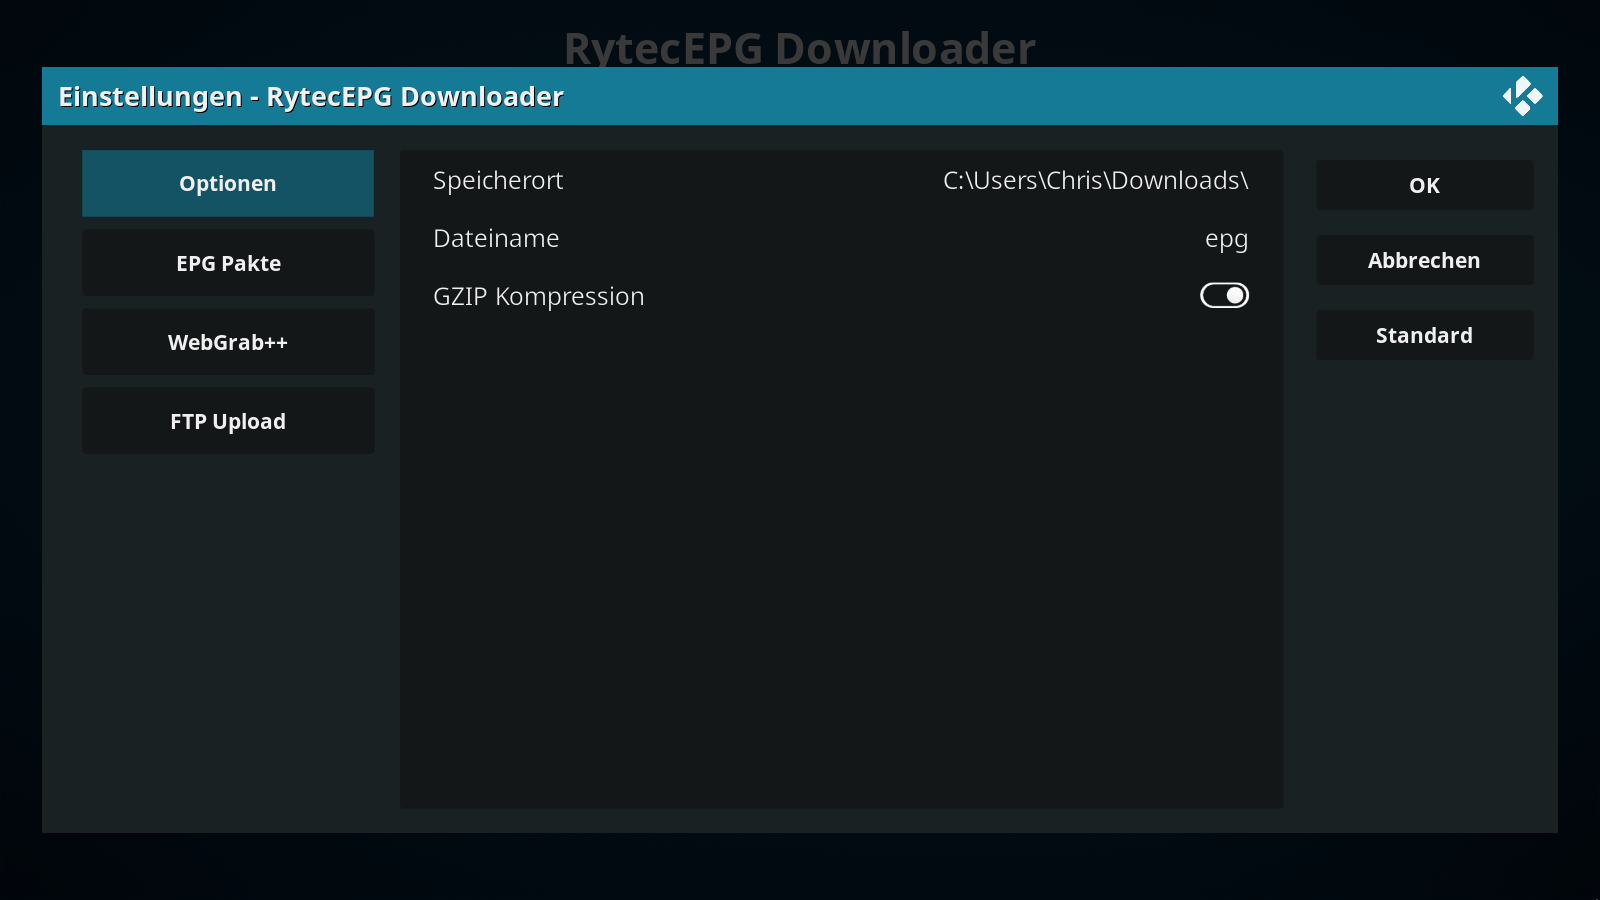 RytecEPG Downloader
Einstellungen - RytecEPG Downloader
Optionen
EPG Pakte
WebGrab++
FTP Upload
Speicherort C:\Users\Chris\Downloads\
Dateiname epg
GZIP Kompression
OK
Abbrechen
Standard